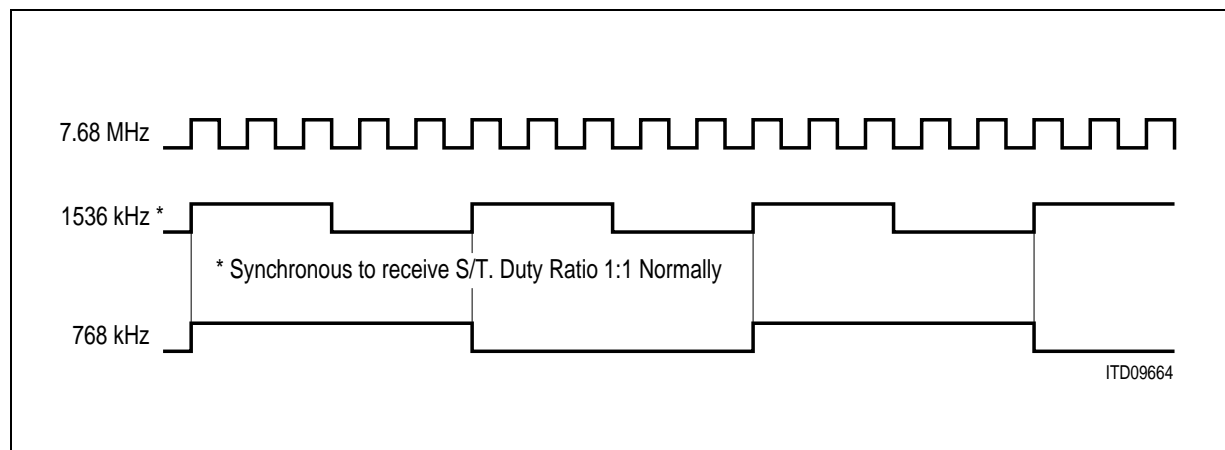 7.68 MHz
1536 kHz *
* Synchronous to receive S/T. Duty Ratio 1:1 Normally
768 kHz
ITD09664